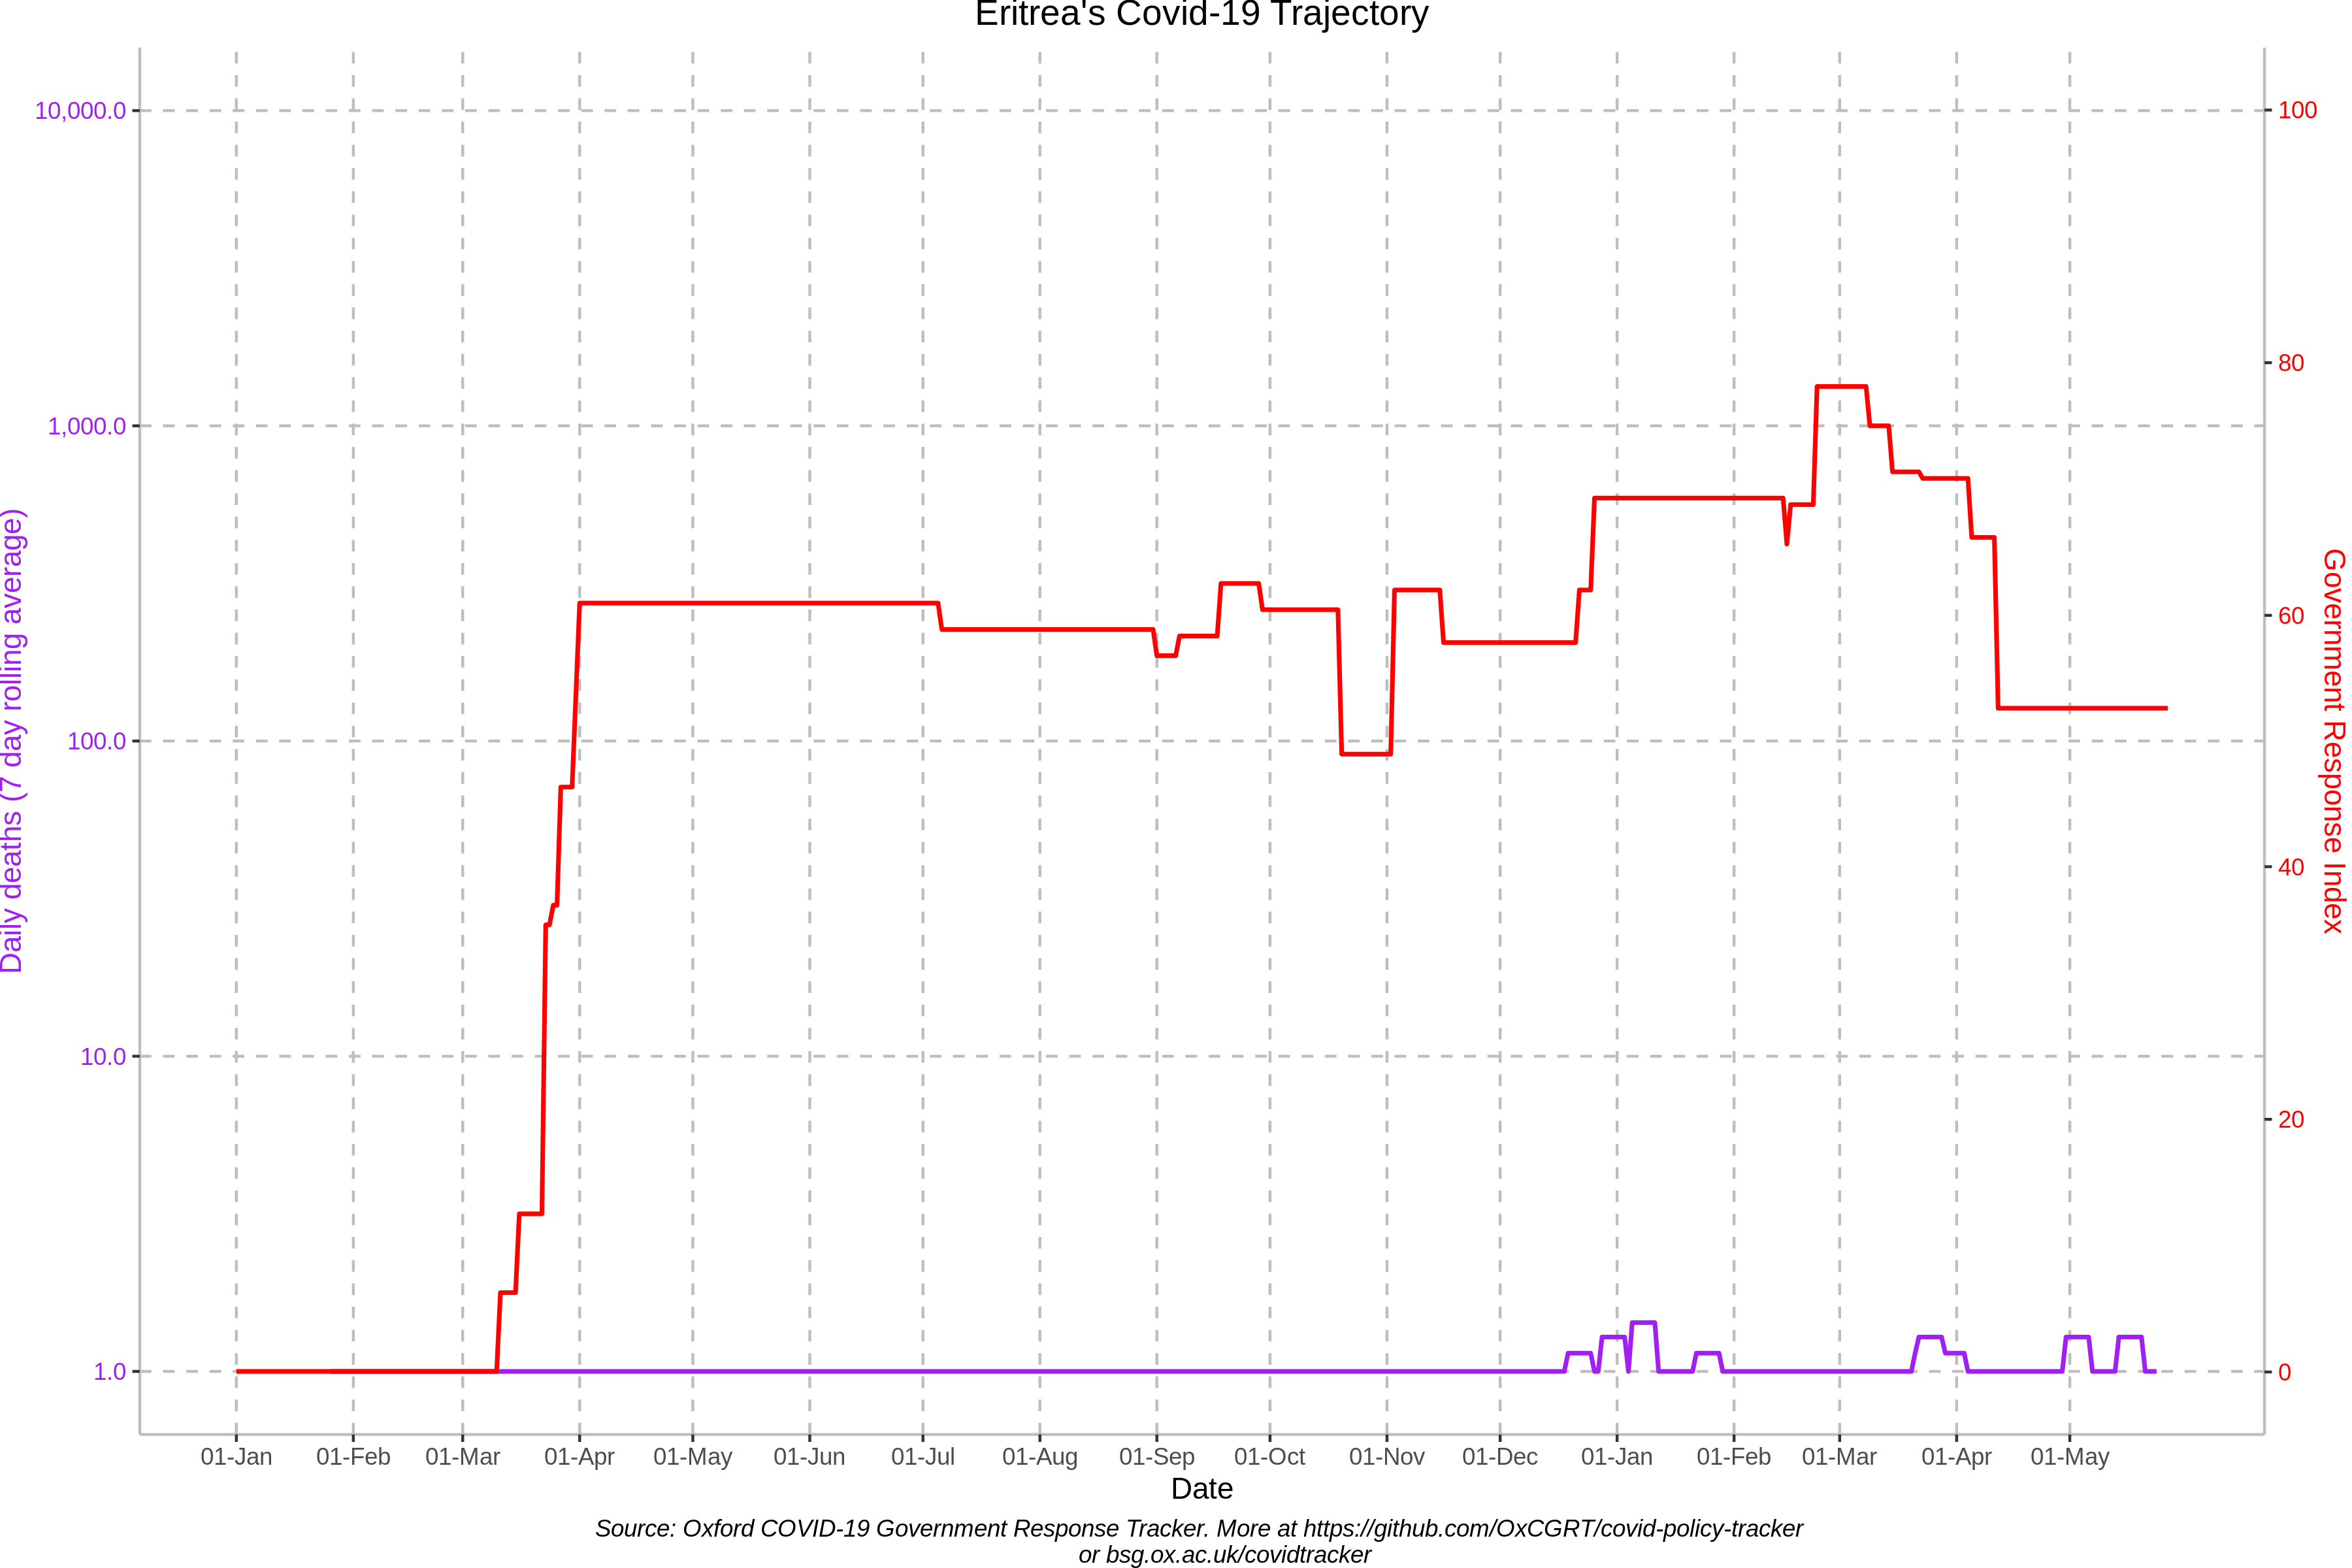 Eritrea's Covid-19 Trajectory
10,000.0
1,000.0
100.0
10.0
1.0
Daily deaths (7 day rolling average)
100
80
60
40
20
0
Government Response Index
01-Jan 01-Feb 01-Mar 01-Apr 01-May 01-Jun 01-Jul 01-Aug 01-Sep 01-Oct 01-Nov 01-Dec 01-Jan 01-Feb 01-Mar 01-Apr 01-May
Date
Source: Oxford COVID-19 Government Response Tracker. More at https://github.com/OxCGRT/covid-policy-tracker
or bsg.ox.ac.uk/covidtracker